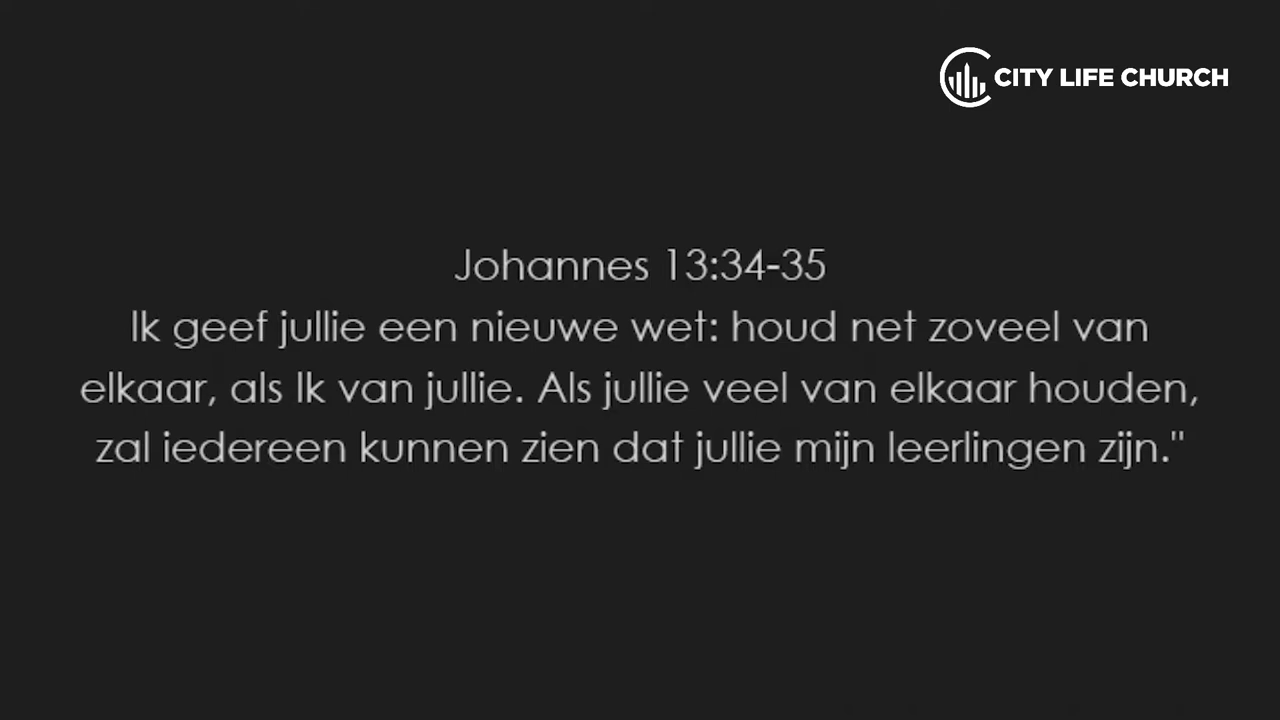 CITY LIFE CHURCH
Johannes 13:34-35
Ik geef jullie een nieuwe wet: houd net zoveel van
elkaar, als Ik van jullie. Als jullie veel van elkaar houden,
zal iedereen kunnen zien dat jullie mijn leerlingen zijn."